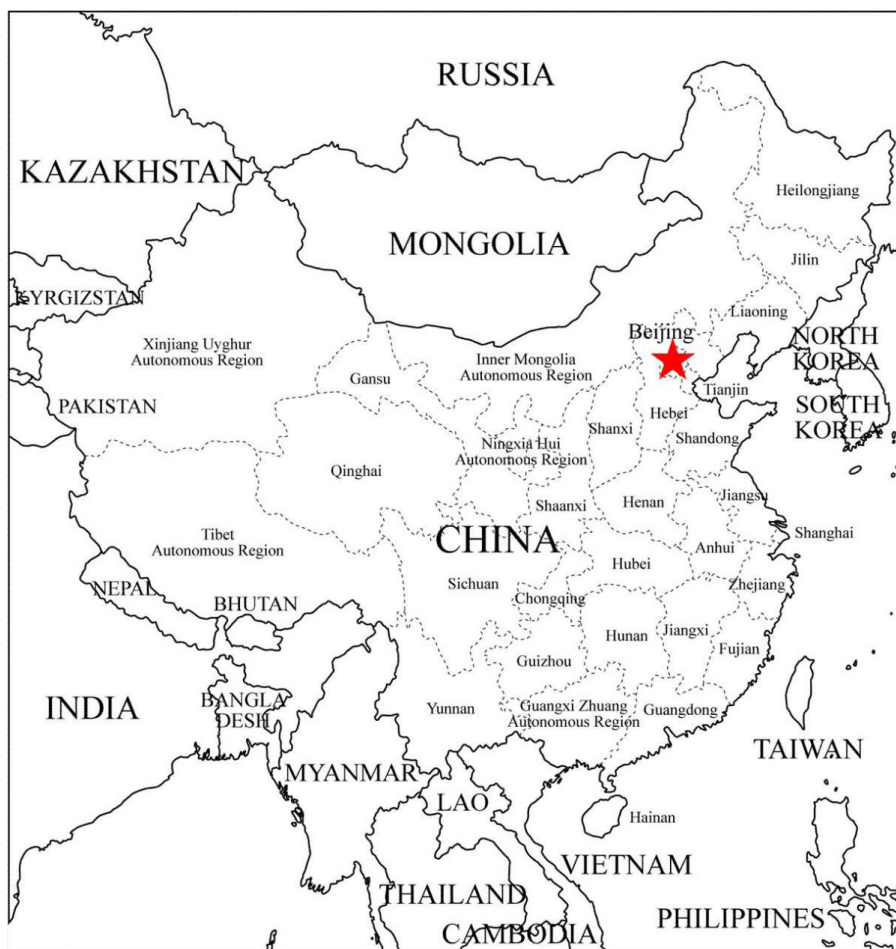 RUSSIA
KAZAKHSTAN
Heilongjiang
MONGOLIA
Jilin
KYRGIZSTAN
Liaoning
Beijing
NORTH
KOREA
Xinjiang Uyghur
Autonomous Region
Inner Mongolia
Autonomous Region
Gansu
Tianjin
PAKISTAN
SOUTH
KOREA
Hebei
Shanxi
Shandong
Ningxia Hui
Autonomous Region
Qinghai
Jiangsu
Shaanxi
Henan
Shanghai
Tibet
Autonomous Region
CHINA
Anhui
Hubei
Sichuan
Zhejiang
NEPAL
Chongqing
BHUTAN
Hunan
Jiangxi
Fujian
Guizhou
INDIA
BANGLA
DESH
Yunnan
Guangxi Zhuang
Autonomous Region
Guangdong
TAIWAN
MYANMAR
LAO
Hainan
VIETNAM
THAILAND
PHILIPPINES
CAMBODIA